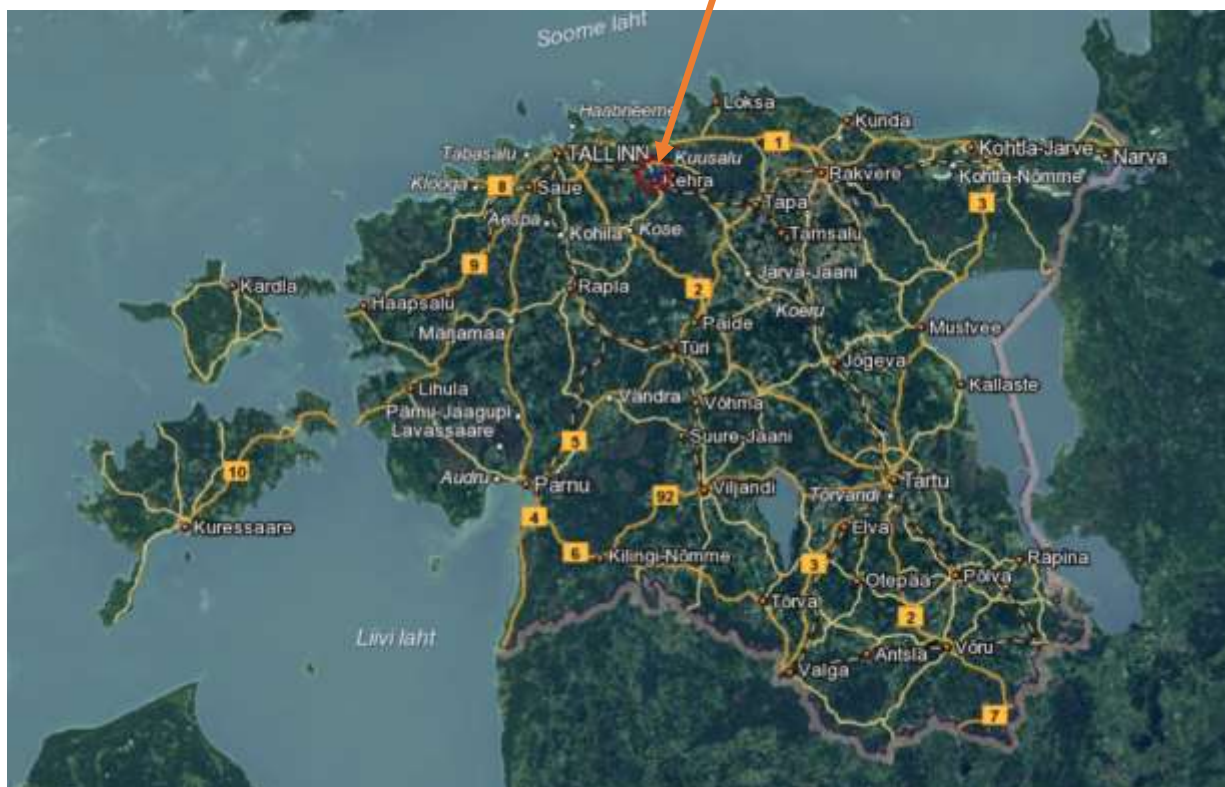 Soome laht
Haabneeme
Loksa
Kunda
Tabasalu
TALLINN
Kuusalu
1
Kohtla-Järve
Narva
Klooga
8
Saue
Kehra
Rakvere
Kohtla-Nõmme
Aespa
Kohila
Kose
Tapa
3
Tamsalu
9
Järva-Jaani
Kärdla
Haapsalu
Rapla
2
Koeru
Märjamaa
Paide
Mustvee
Türi
Jõgeva
Lihula
Vändra
Võhma
Kallaste
Pärnu-Jaagupi
Lavassaare
5
Suure-Jaani
10
Audru
Pärnu
92
Viljandi
Tõrvandi
Tartu
Kuressaare
4
Elva
6
Kilingi-Nõmme
3
Räpina
Otepää
Põlva
Tõrva
2
Liivi laht
Valga
Antsla
Võru
7